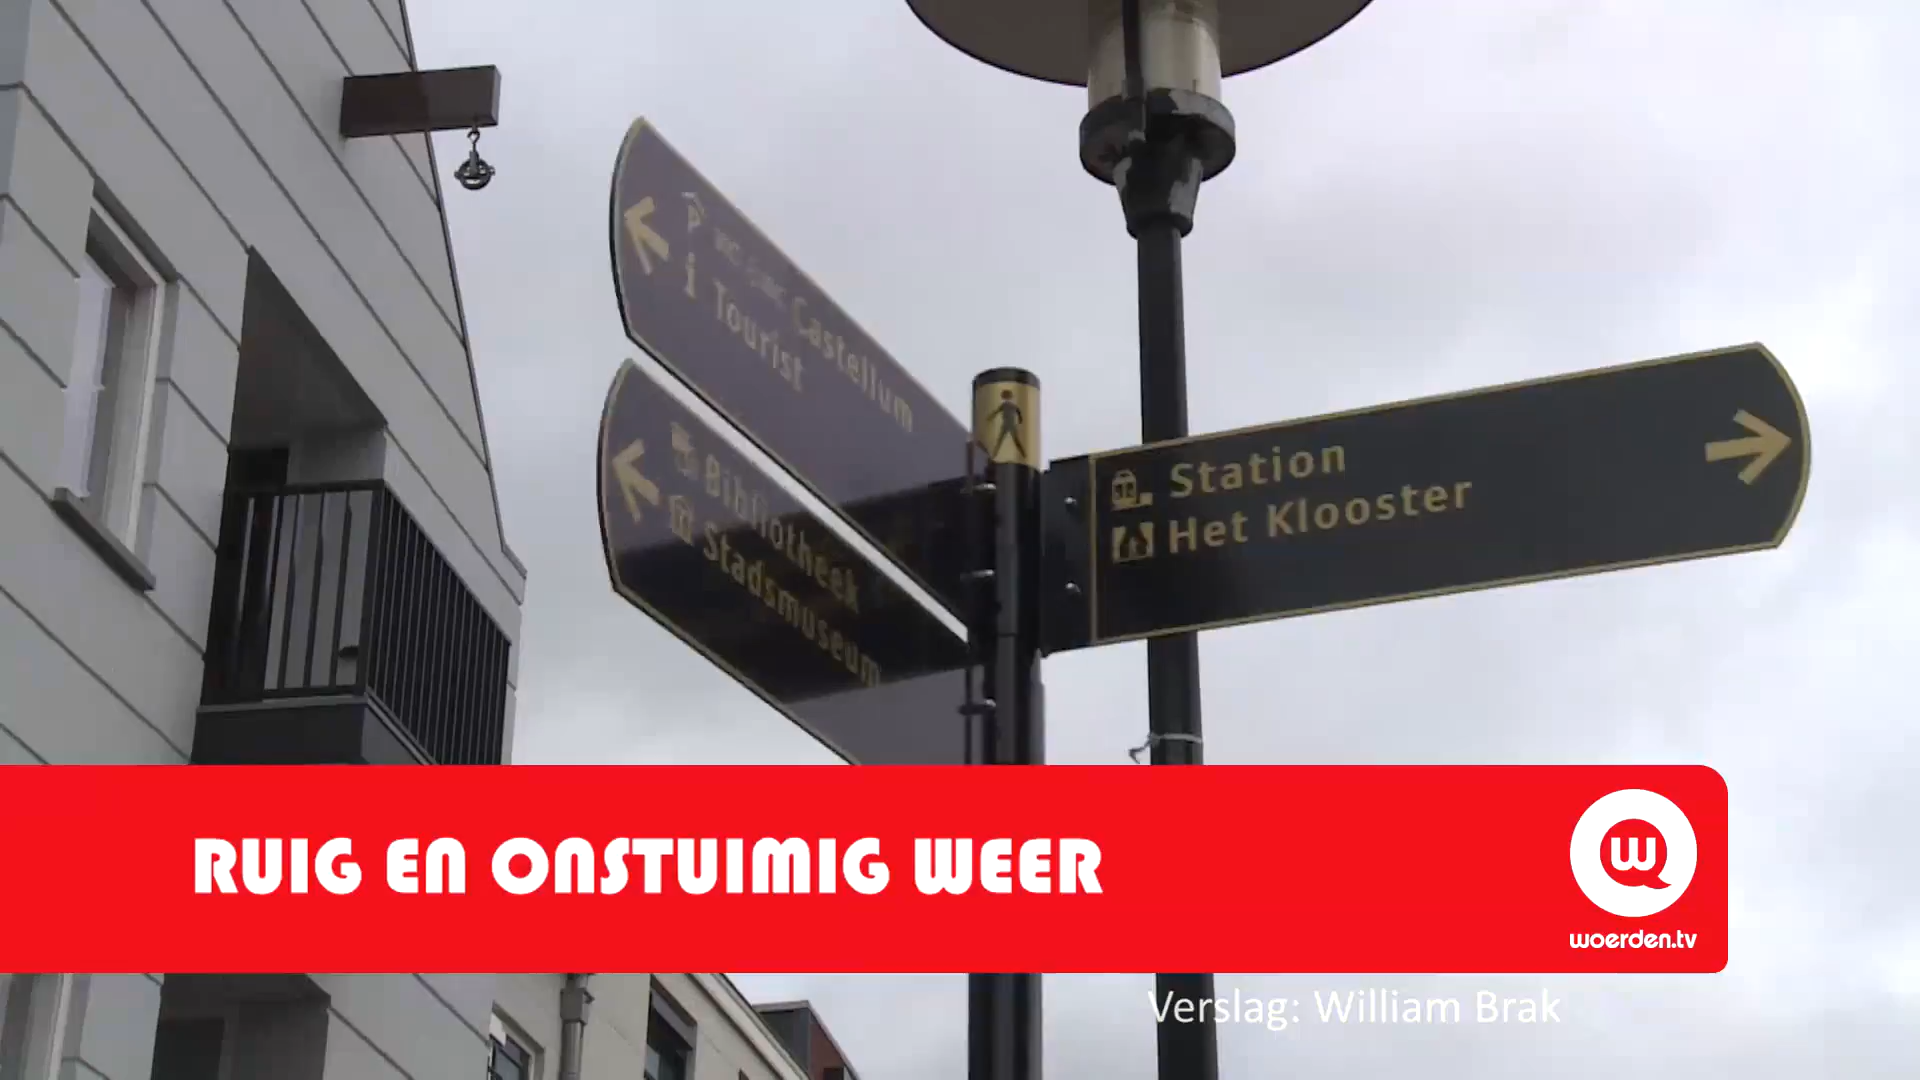 Castellum
i Tourist
Bibliotheek
Stadsmuseum
Station
Het Klooster
RUIG EN ONSTUIMIG WEER
W
woerden.tv
Verslag: William Brak